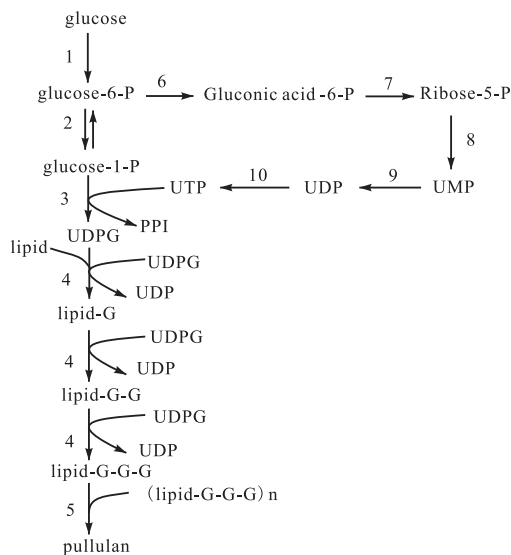 glucose
1
glucose-6-P 6 Gluconic acid -6-P 7 Ribose-5-P
2 8
glucose-1-P
3 UTP 10 UDP 9 UMP
PPI
UDPG
lipid UDPG
4 UDP
lipid-G
UDPG
4 UDP
lipid-G-G
UDPG
4 UDP
lipid-G-G-G
5 (lipid-G-G-G) n
pullulan